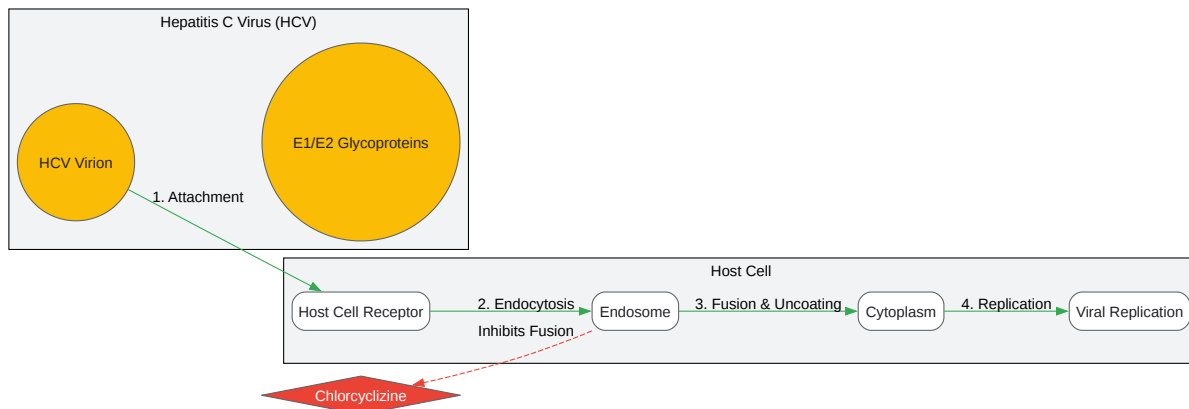 Hepatitis C Virus (HCV)
E1/E2 Glycoproteins
HCV Virion
1. Attachment
Host Cell
Host Cell Receptor
2. Endocytosis
Endosome
3. Fusion & Uncoating
Cytoplasm
4. Replication
Viral Replication
Inhibits Fusion
Chlorcyclizine